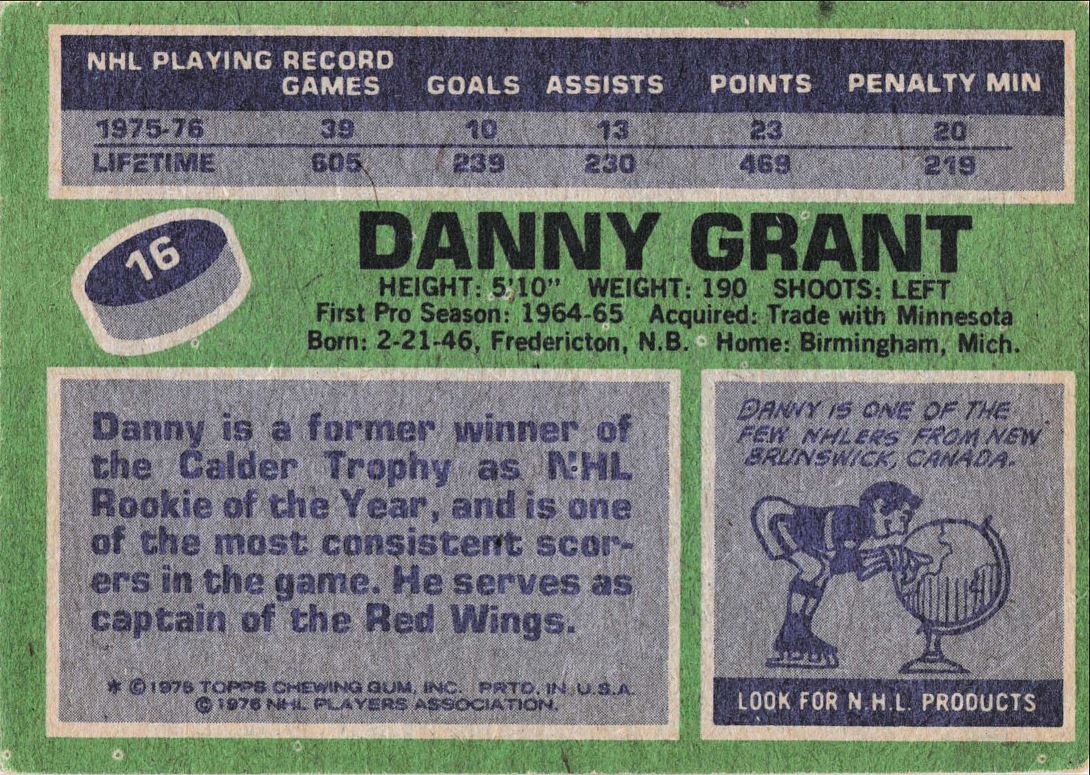 NHL PLAYING RECORD
GAMES GOALS ASSISTS POINTS PENALTY MIN
1975-76 39 10 13 23 20
LIFETIME 605 239 230 469 219
16
DANNY GRANT
HEIGHT: 5'10" WEIGHT: 190 SHOOTS: LEFT
First Pro Season: 1964-65 Acquired: Trade with Minnesota
Born: 2-21-46, Fredericton, N.B. Home: Birmingham, Mich.
Danny is a former winner of
the Calder Trophy as NHL
Rookie of the Year, and is one
of the most consistent scor-
ers in the game. He serves as
captain of the Red Wings.
* © 1976 TOPPS CHEWING GUM, INC. PRTD. IN U.S.A.
© 1976 NHL PLAYERS ASSOCIATION.
DANNY IS ONE OF THE
FEW NHLERS FROM NEW
BRUNSWICK, CANADA.
LOOK FOR N.H.L. PRODUCTS